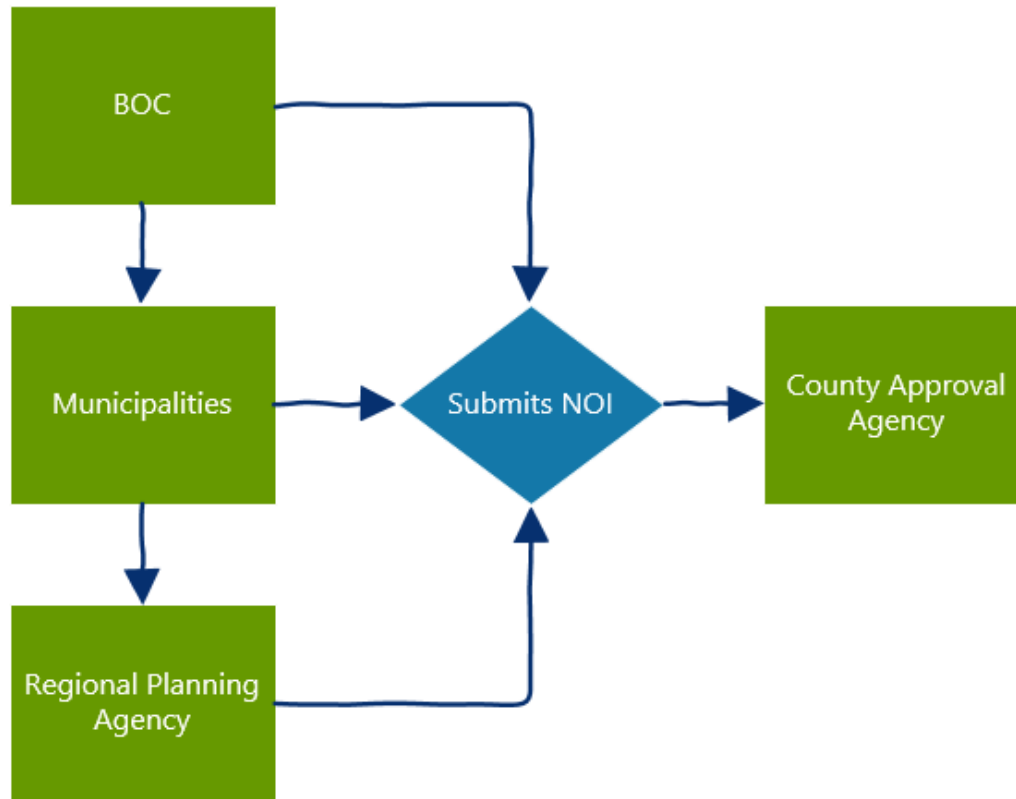 BOC
Municipalities
Submits NOI
County Approval
Agency
Regional Planning
Agency